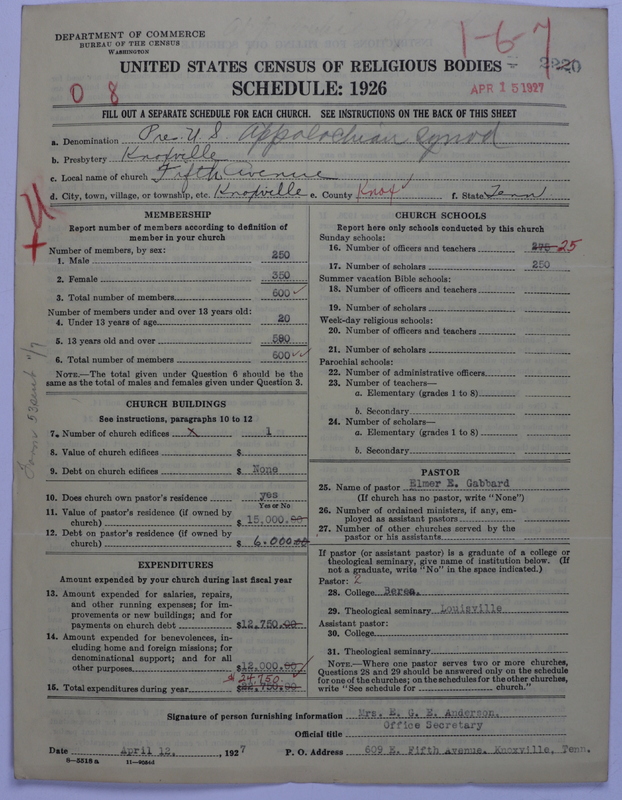 DEPARTMENT OF COMMERCE
BUREAU OF THE CENSUS
WASHINGTON
1-6-7
UNITED STATES CENSUS OF RELIGIOUS BODIES
2220
SCHEDULE: 1926
APR 15 1927
0 8
FILL OUT A SEPARATE SCHEDULE FOR EACH CHURCH. SEE INSTRUCTIONS ON THE BACK OF THIS SHEET
a. Denomination Pres. U.S. Appalachian Synod
b. Presbytery Knoxville
c. Local name of church Fifth Avenue
d. City, town, village, or township, etc. Knoxville e. County Knox f. State Tenn
MEMBERSHIP
Report number of members according to definition of
member in your church
Number of members, by sex:
1. Male 250
2. Female 350
3. Total number of members 600
Number of members under and over 13 years old:
4. Under 13 years of age 20
5. 13 years old and over 580
6. Total number of members 600
NOTE.—The total given under Question 6 should be
same as the total of males and females given under Question 3.
CHURCH BUILDINGS
See instructions, paragraphs 10 to 12
7. Number of church edifices x 1
8. Value of church edifices $
9. Debt on church edifices $ None
10. Does church own pastor's residence yes
Yes or No
11. Value of pastor's residence (if owned by
church) $ 15,000.00
12. Debt on pastor's residence (if owned by
church) $ 6,000.00
EXPENDITURES
Amount expended by your church during last fiscal year
13. Amount expended for salaries, repairs,
and other running expenses; for im-
provements or new buildings; and for
payments on church debt $12,750.00
14. Amount expended for benevolences, in-
cluding home and foreign missions; for
denominational support; and for all
other purposes $12,000.00
$ 24,750
15. Total expenditures during year
CHURCH SCHOOLS
Report here only schools conducted by this church
Sunday schools:
16. Number of officers and teachers 275 25
17. Number of scholars 250
Summer vacation Bible schools:
18. Number of officers and teachers
19. Number of scholars
Week-day religious schools:
20. Number of officers and teachers
21. Number of scholars
Parochial schools:
22. Number of administrative officers
23. Number of teachers—
a. Elementary (grades 1 to 8)
b. Secondary
24. Number of scholars—
a. Elementary (grades 1 to 8)
b. Secondary
PASTOR
25. Name of pastor Elmer E. Gabbard
(If church has no pastor, write "None")
26. Number of ordained ministers, if any, em-
ployed as assistant pastors
27. Number of other churches served by the
pastor or his assistants
If pastor (or assistant pastor) is a graduate of a college or
theological seminary, give name of institution below. (If
not a graduate, write "No" in the space indicated.)
Pastor: 2
28. College Berea.
29. Theological seminary Louisville
Assistant pastor:
30. College
31. Theological seminary
NOTE.—Where one pastor serves two or more churches,
Questions 28 and 29 should be answered only on the schedule
for one of the churches; on the schedules for the other churches,
write "See schedule for church."
Signature of person furnishing information Mrs. E. G. E. Anderson.
Official title Office Secretary
Date April 12, 1927 P. O. Address 609 E. Fifth Avenue. Knoxville, Tenn.
8—5518 a